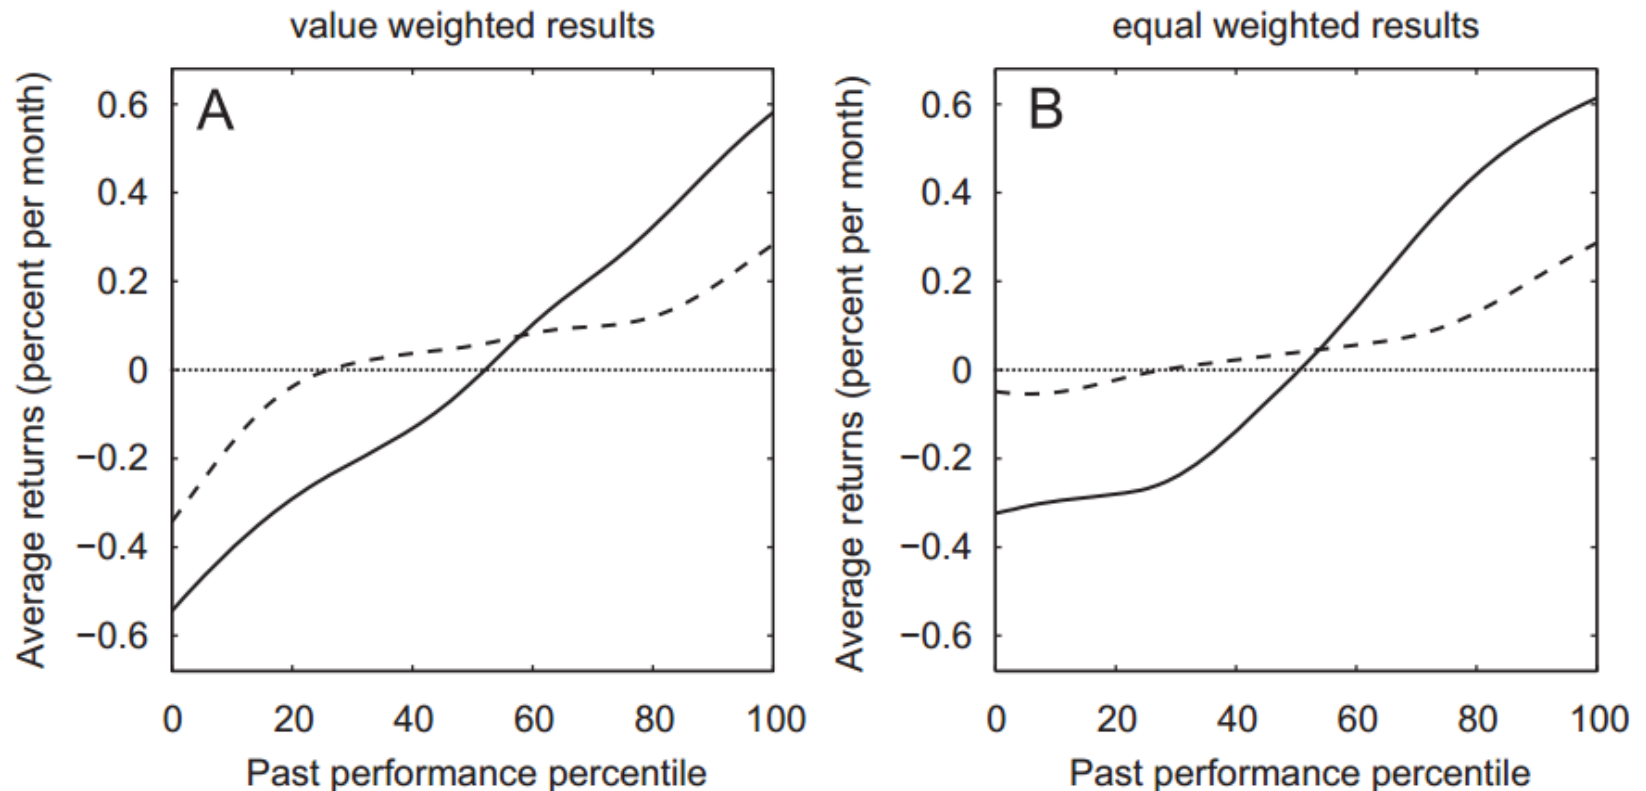 value weighted results
A
Average returns (percent per month)
0.6
0.4
0.2
0
−0.2
−0.4
−0.6
0 20 40 60 80 100
Past performance percentile
equal weighted results
B
Average returns (percent per month)
0.6
0.4
0.2
0
−0.2
−0.4
−0.6
0 20 40 60 80 100
Past performance percentile